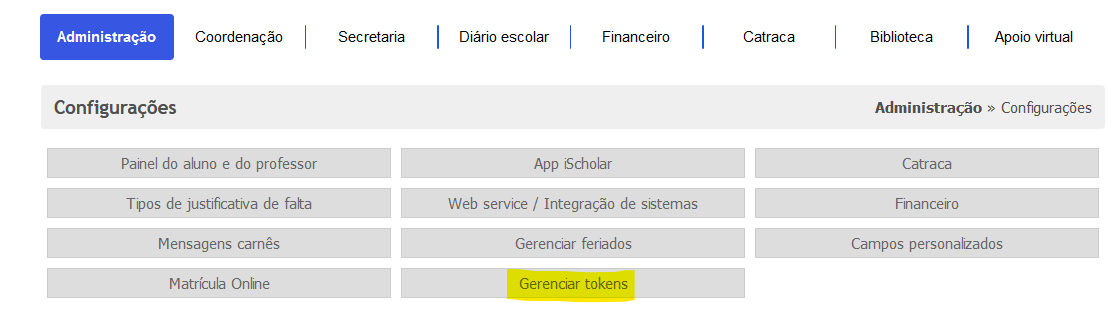 Administração Coordenação Secretaria Diário escolar Financeiro Catraca Biblioteca Apoio virtual
Configurações Administração » Configurações
Painel do aluno e do professor App iScholar Catraca
Tipos de justificativa de falta Web service / Integração de sistemas Financeiro
Mensagens carnês Gerenciar feriados Campos personalizados
Matrícula Online Gerenciar tokens